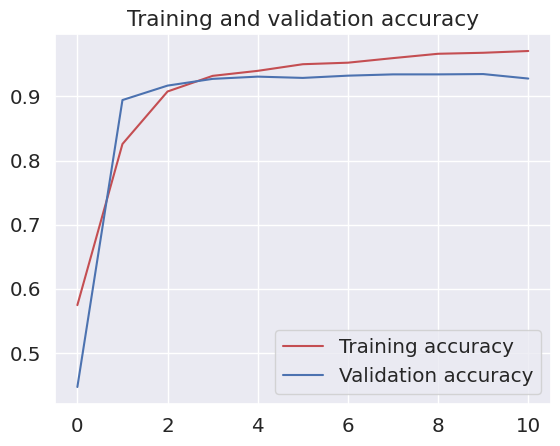 Training and validation accuracy
0.9
0.8
0.7
0.6
0.5
Training accuracy
Validation accuracy
0 2 4 6 8 10